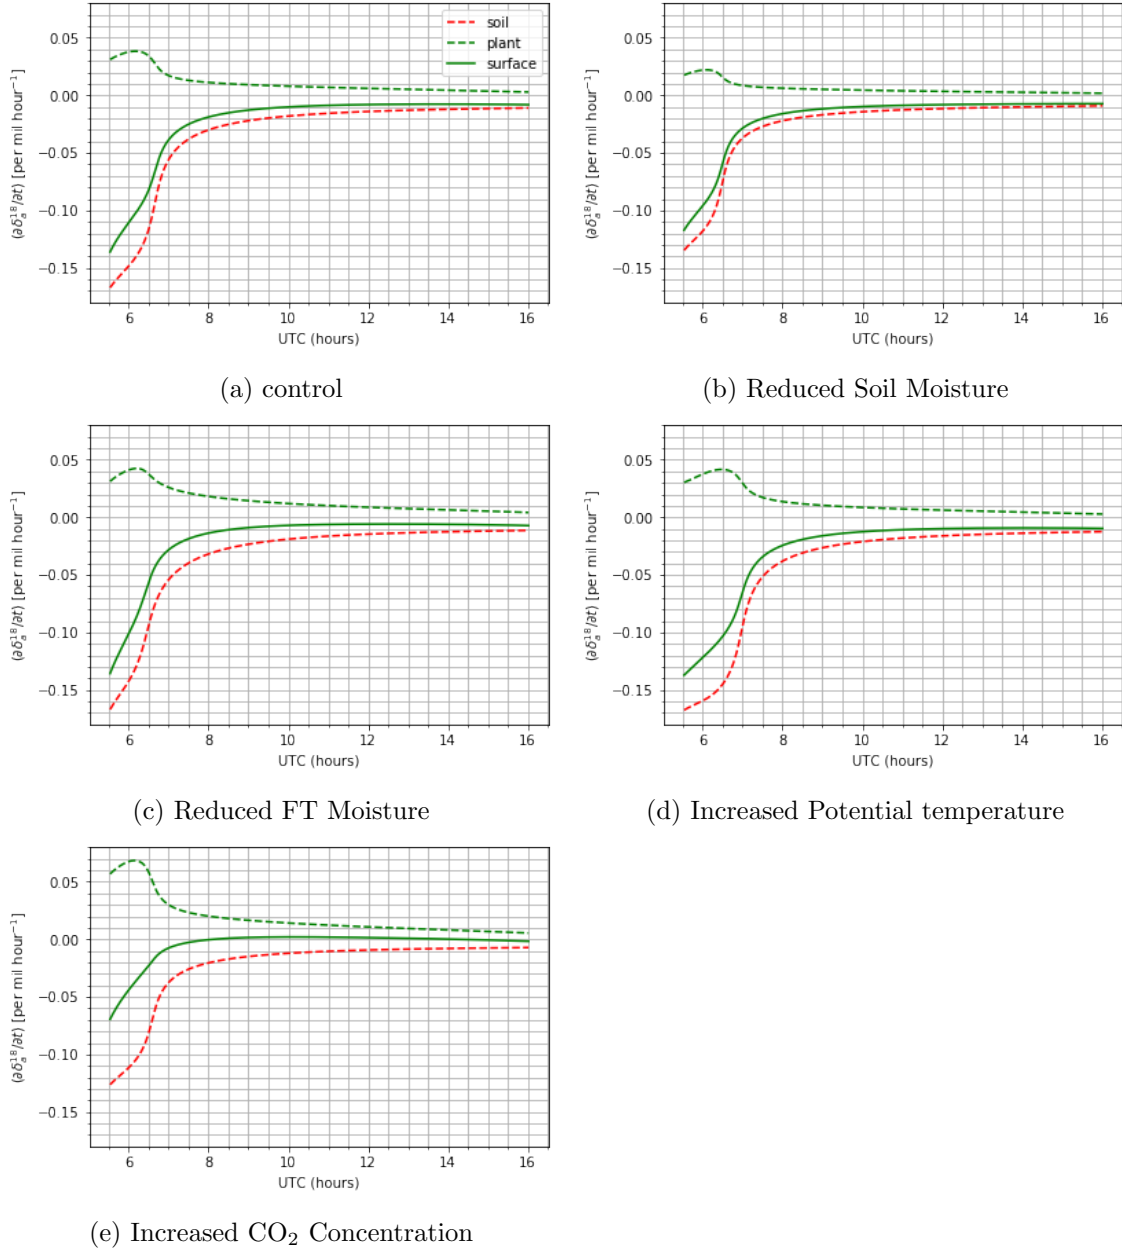 0.05
0.00
−0.05
−0.10
−0.15
(∂δₐ¹⁸/∂t) [per mil hour⁻¹]
soil
plant
surface
6 8 10 12 14 16
UTC (hours)
(a) control
0.05
0.00
−0.05
−0.10
−0.15
(∂δₐ¹⁸/∂t) [per mil hour⁻¹]
6 8 10 12 14 16
UTC (hours)
(b) Reduced Soil Moisture
0.05
0.00
−0.05
−0.10
−0.15
(∂δₐ¹⁸/∂t) [per mil hour⁻¹]
6 8 10 12 14 16
UTC (hours)
(c) Reduced FT Moisture
0.05
0.00
−0.05
−0.10
−0.15
(∂δₐ¹⁸/∂t) [per mil hour⁻¹]
6 8 10 12 14 16
UTC (hours)
(d) Increased Potential temperature
0.05
0.00
−0.05
−0.10
−0.15
(∂δₐ¹⁸/∂t) [per mil hour⁻¹]
6 8 10 12 14 16
UTC (hours)
(e) Increased CO₂ Concentration